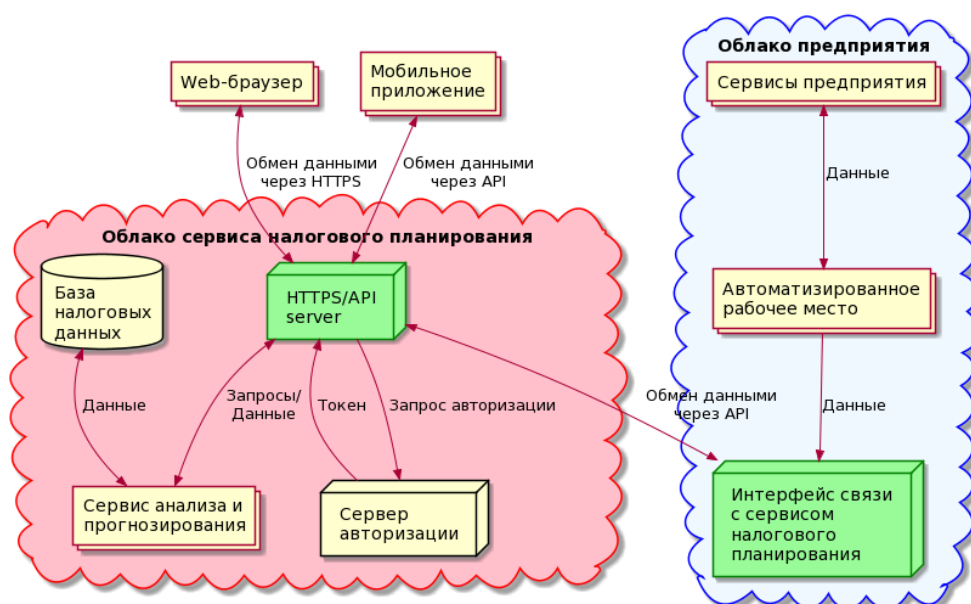 Облако предприятия
Web-браузер
Мобильное
приложение
Сервисы предприятия
Обмен данными
через HTTPS
Обмен данными
через API
Данные
Облако сервиса налогового планирования
База
налоговых
данных
HTTPS/API
server
Автоматизированное
рабочее место
Данные
Запросы/
Данные
Токен
Запрос авторизации
Обмен данными
через API
Данные
Сервис анализа и
прогнозирования
Сервер
авторизации
Интерфейс связи
с сервисом
налогового
планирования